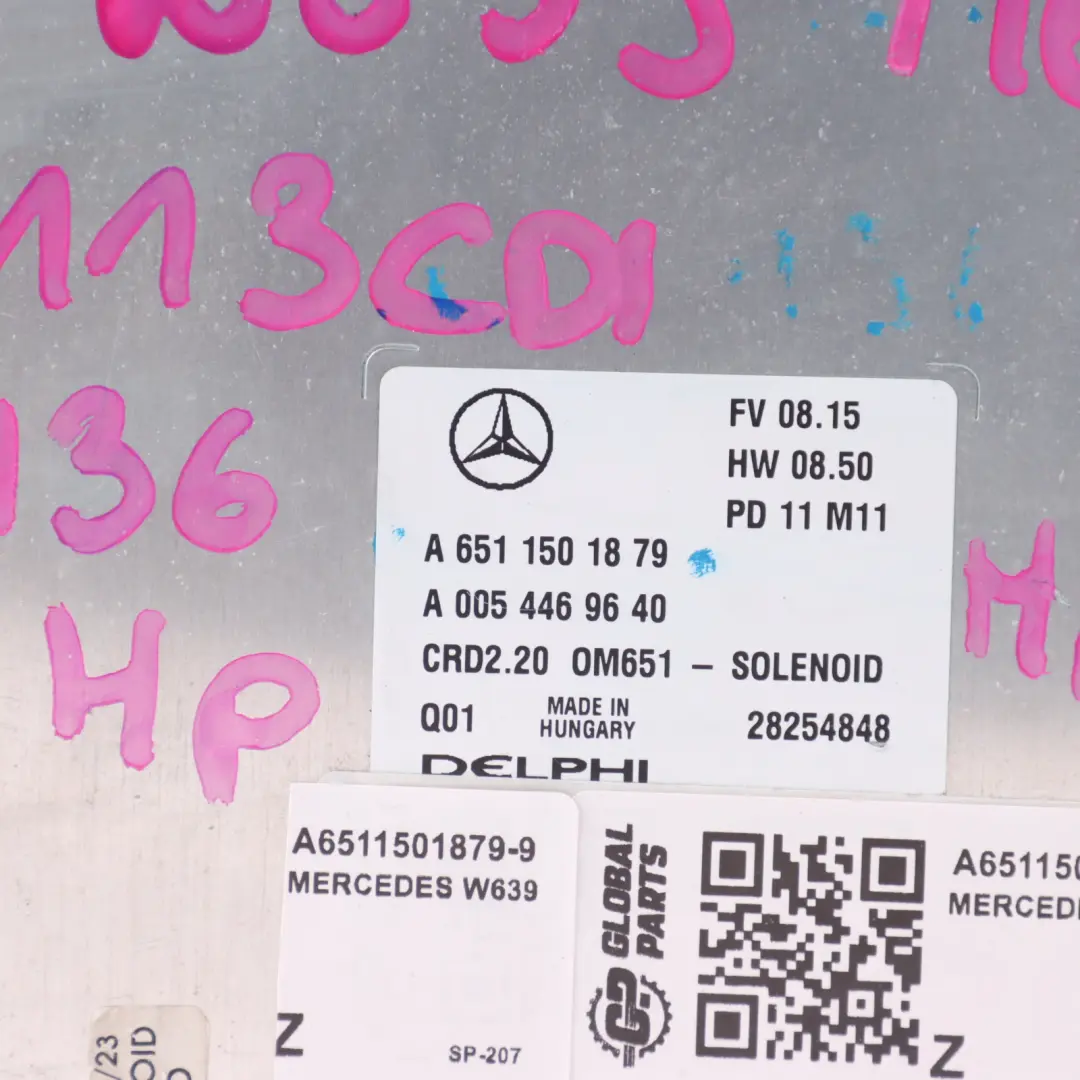 113CDI
136
HP
FV 08.15
HW 08.50
PD 11 M11
A 651 150 18 79
A 005 446 96 40
CRD2.20 OM651 – SOLENOID
Q01 MADE IN HUNGARY 28254848
DELPHI
A6511501879-9
MERCEDES W639
Z
SP-207
GLOBAL
PARTS
Z
/23